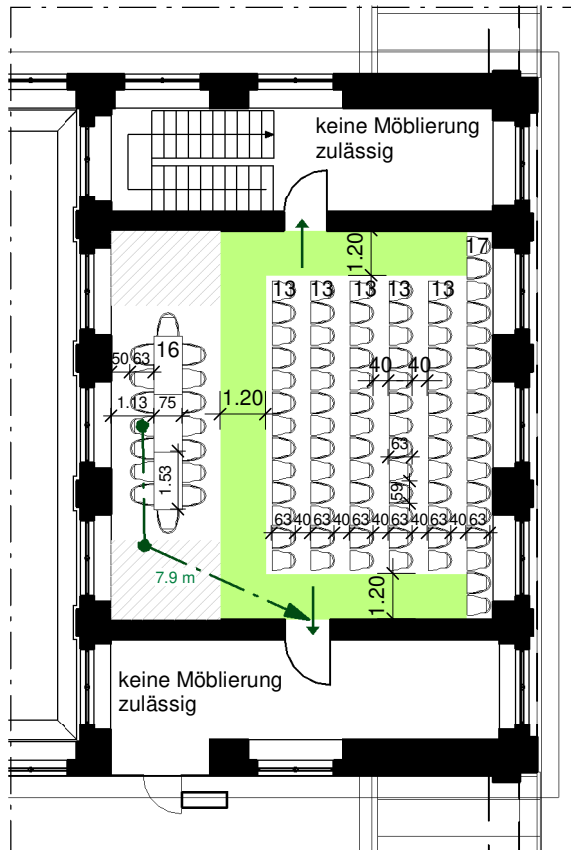 keine Möblierung
zulässig
17
1.20
13 13 13 13 13
16
50 63
40 40
1.13 75
1.20
63
1.53
59
63 40 63 40 63 40 63 40 63 40 63
7.9 m
1.20
keine Möblierung
zulässig